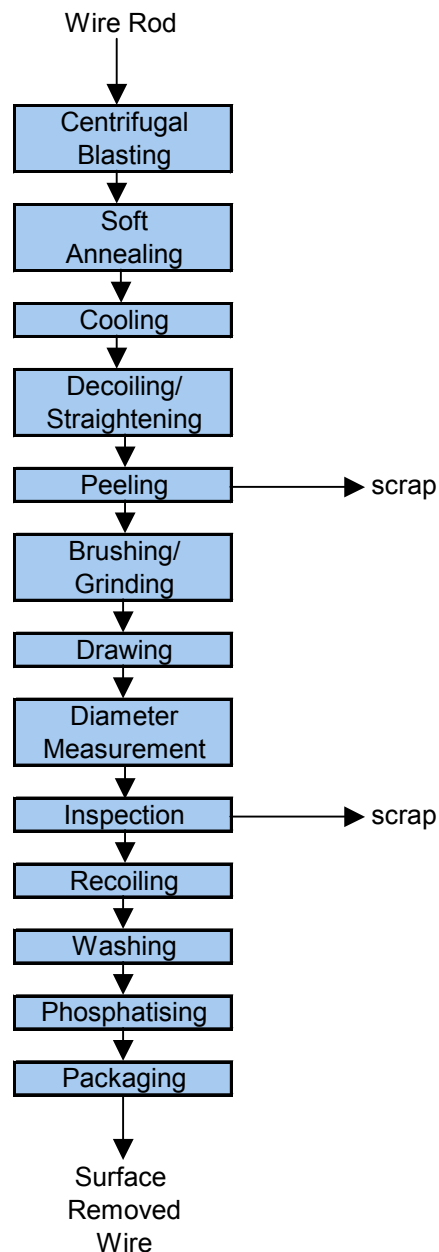 Wire Rod
Centrifugal
Blasting
Soft
Annealing
Cooling
Decoiling/
Straightening
Peeling
scrap
Brushing/
Grinding
Drawing
Diameter
Measurement
Inspection
scrap
Recoiling
Washing
Phosphatising
Packaging
Surface
Removed
Wire